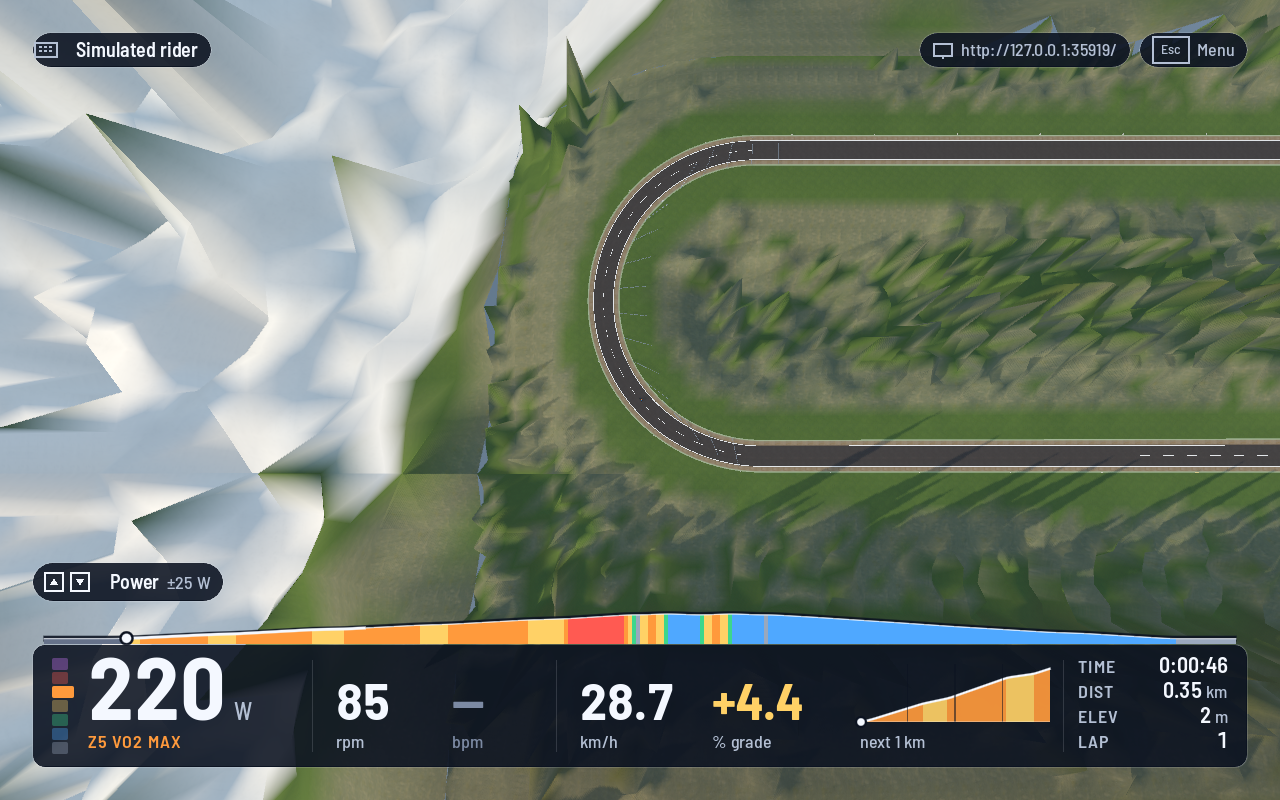 Simulated rider
http://127.0.0.1:35919/
Esc Menu
Power ±25 W
220 W
Z5 VO2 MAX
85
rpm
–
bpm
28.7
km/h
+4.4
% grade
next 1 km
TIME 0:00:46
DIST 0.35 km
ELEV 2 m
LAP 1